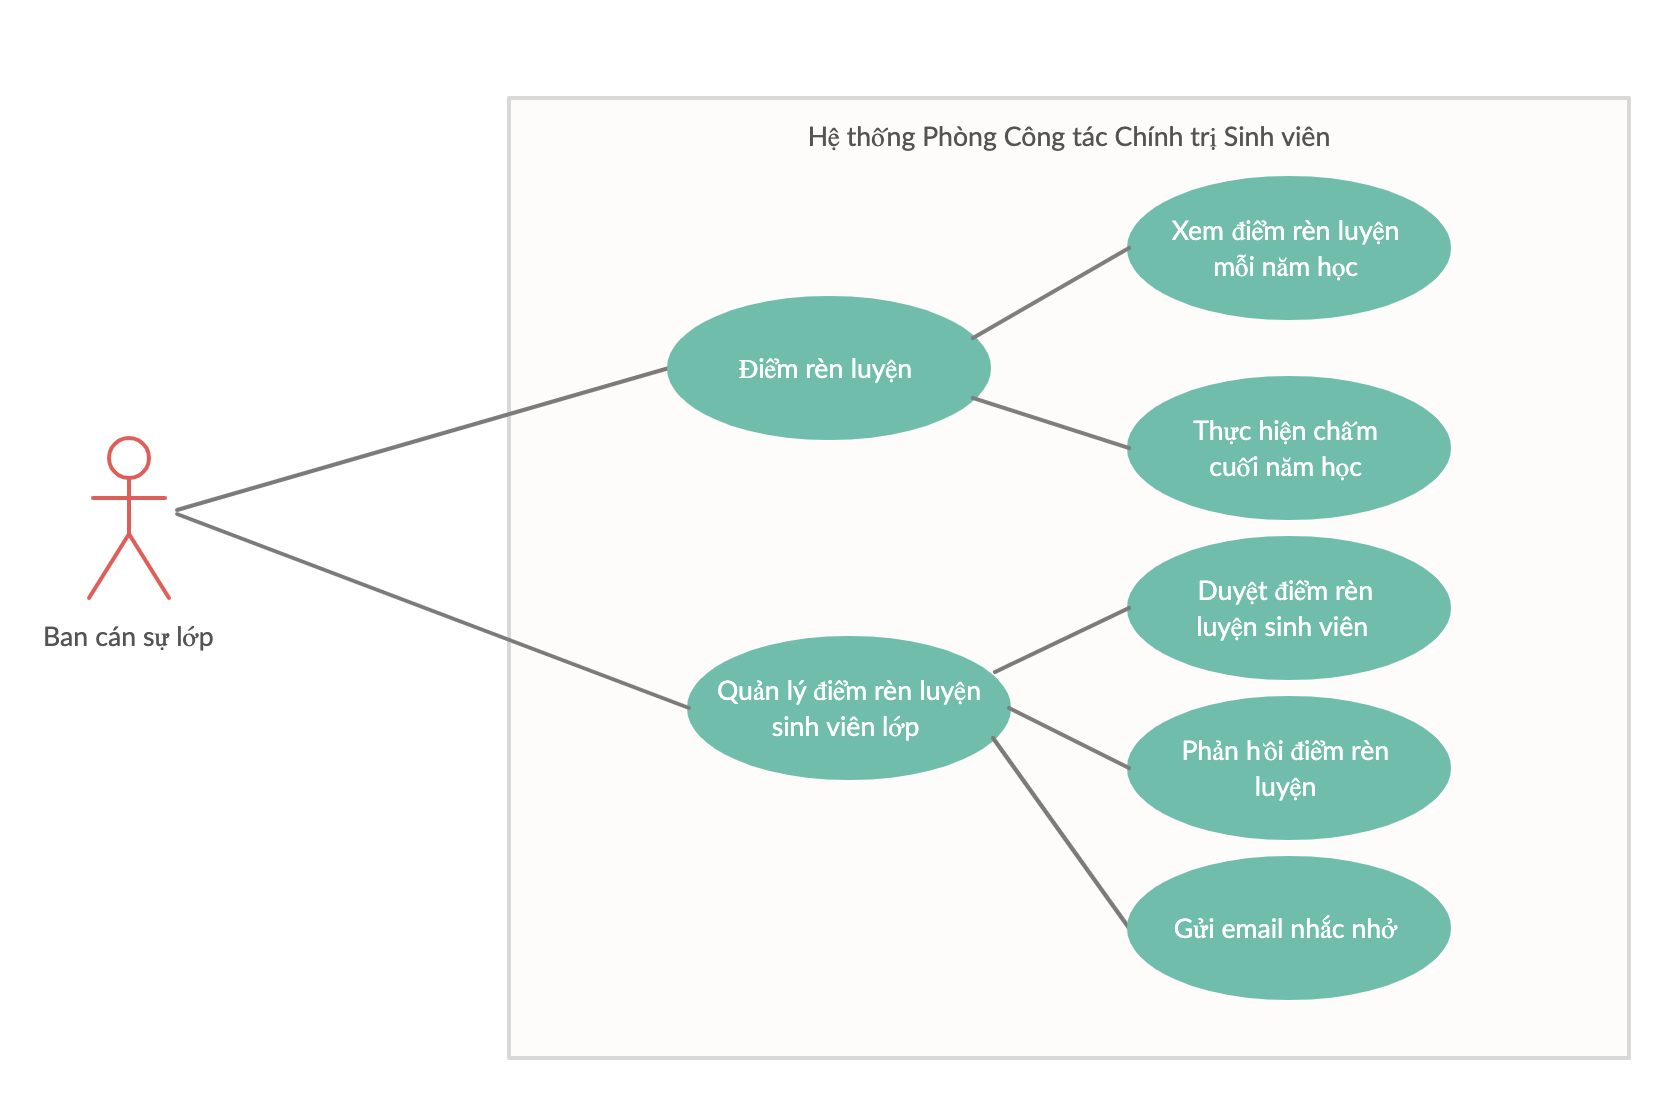 Hệ thống Phòng Công tác Chính trị Sinh viên
Xem điểm rèn luyện
mỗi năm học
Điểm rèn luyện
Thực hiện chấm
cuối năm học
Ban cán sự lớp
Duyệt điểm rèn
luyện sinh viên
Quản lý điểm rèn luyện
sinh viên lớp
Phản hồi điểm rèn
luyện
Gửi email nhắc nhở